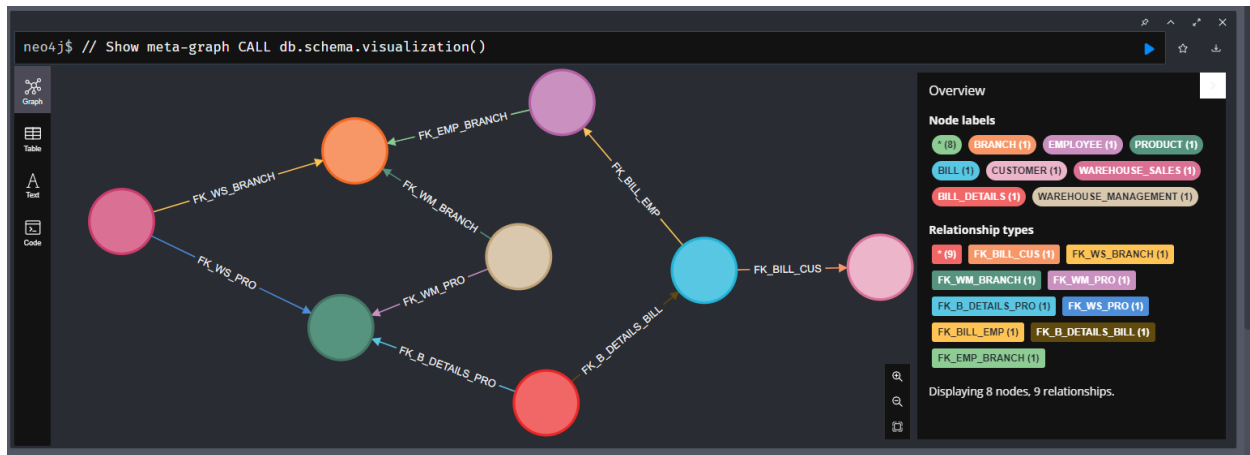 neo4j$ // Show meta-graph CALL db.schema.visualization()
Graph
Table
Text
Code
FK_EMP_BRANCH
FK_WS_BRANCH
FK_WM_BRANCH
FK_BILL_EMP
FK_WS_PRO
FK_WM_PRO
FK_BILL_CUS
FK_B_DETAILS_BILL
FK_B_DETAILS_PRO
Overview
Node labels
* (8) BRANCH (1) EMPLOYEE (1) PRODUCT (1)
BILL (1) CUSTOMER (1) WAREHOUSE_SALES (1)
BILL_DETAILS (1) WAREHOUSE_MANAGEMENT (1)
Relationship types
* (9) FK_BILL_CUS (1) FK_WS_BRANCH (1)
FK_WM_BRANCH (1) FK_WM_PRO (1)
FK_B_DETAILS_PRO (1) FK_WS_PRO (1)
FK_BILL_EMP (1) FK_B_DETAILS_BILL (1)
FK_EMP_BRANCH (1)
Displaying 8 nodes, 9 relationships.